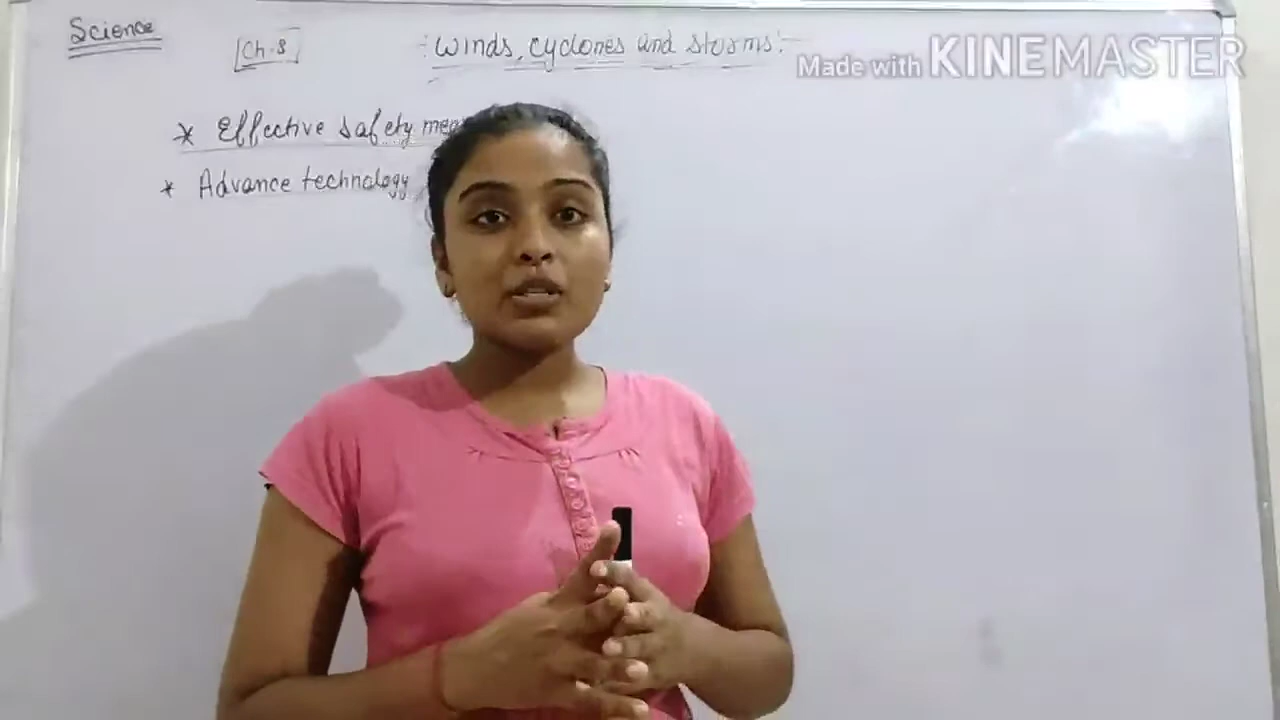 Science
Ch-8
:Winds, cyclones and storms:-
Made with KINEMASTER
* Effective safety
* Advance technology